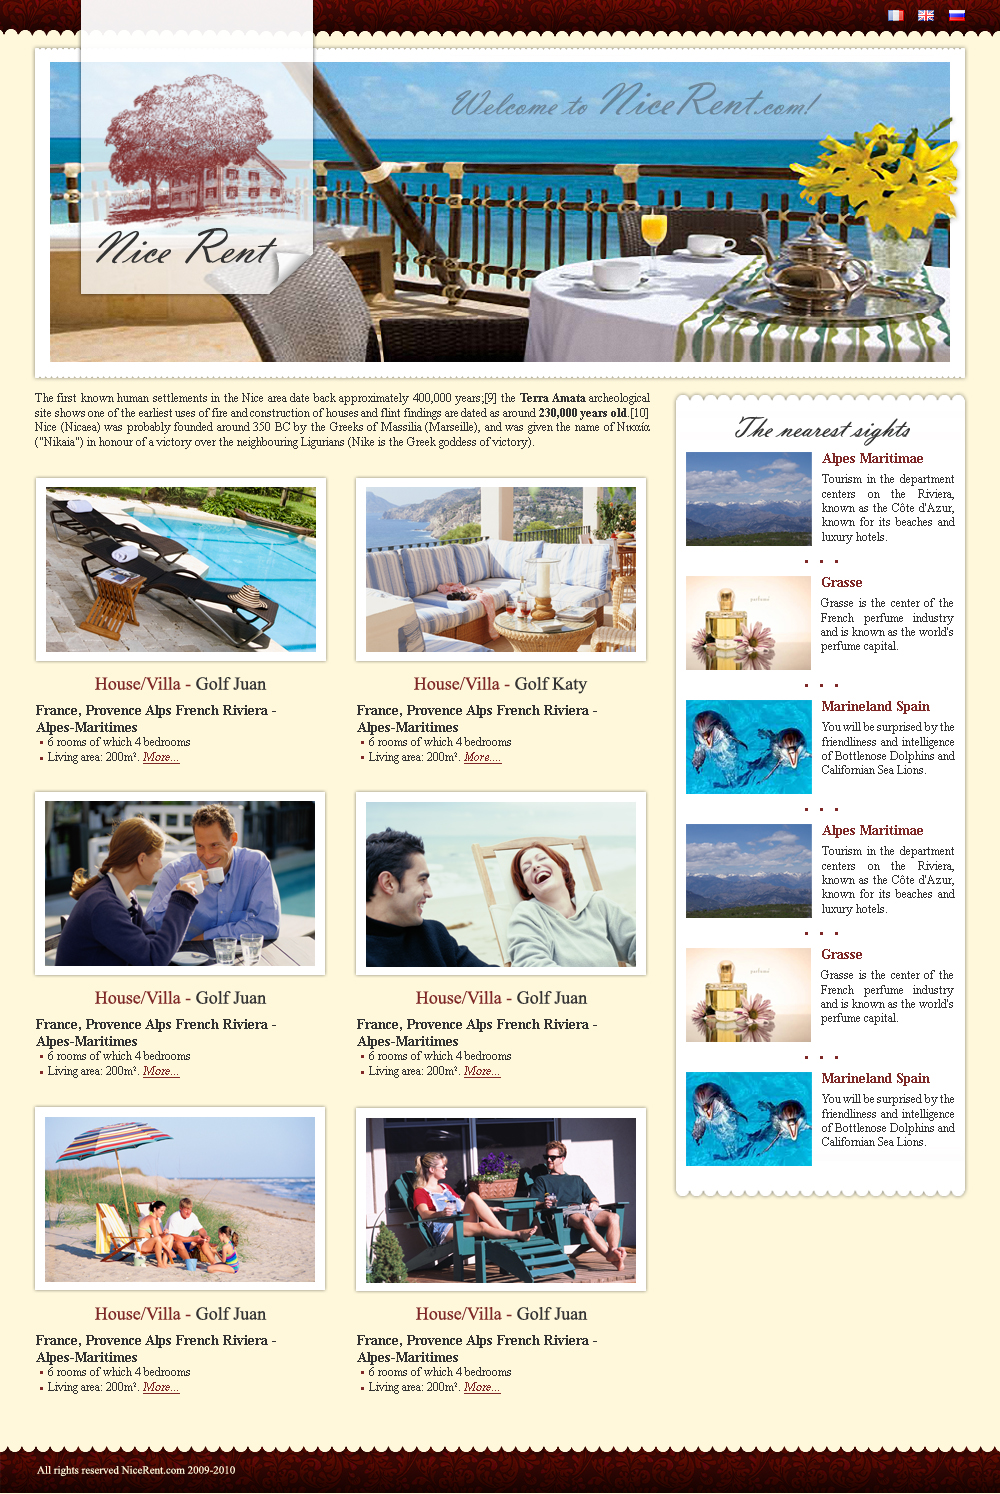 Welcome to NiceRent.com!
Nice Rent
The first known human settlements in the Nice area date back approximately 400,000 years;[9] the Terra Amata archeological
site shows one of the earliest uses of fire and construction of houses and flint findings are dated as around 230,000 years old.[10]
Nice (Nicaea) was probably founded around 350 BC by the Greeks of Massilia (Marseille), and was given the name of Νικαία
("Nikaia") in honour of a victory over the neighbouring Ligurians (Nike is the Greek goddess of victory).
House/Villa - Golf Juan
France, Provence Alps French Riviera -
Alpes-Maritimes
• 6 rooms of which 4 bedrooms
• Living area: 200m². More...
House/Villa - Golf Katy
France, Provence Alps French Riviera -
Alpes-Maritimes
• 6 rooms of which 4 bedrooms
• Living area: 200m². More....
House/Villa - Golf Juan
France, Provence Alps French Riviera -
Alpes-Maritimes
• 6 rooms of which 4 bedrooms
• Living area: 200m². More...
House/Villa - Golf Juan
France, Provence Alps French Riviera -
Alpes-Maritimes
• 6 rooms of which 4 bedrooms
• Living area: 200m². More...
House/Villa - Golf Juan
France, Provence Alps French Riviera -
Alpes-Maritimes
• 6 rooms of which 4 bedrooms
• Living area: 200m². More...
House/Villa - Golf Juan
France, Provence Alps French Riviera -
Alpes-Maritimes
• 6 rooms of which 4 bedrooms
• Living area: 200m². More...
The nearest sights
Alpes Maritimae
Tourism in the department
centers on the Riviera,
known as the Côte d'Azur,
known for its beaches and
luxury hotels.
perfumé
Grasse
Grasse is the center of the
French perfume industry
and is known as the world's
perfume capital.
Marineland Spain
You will be surprised by the
friendliness and intelligence
of Bottlenose Dolphins and
Californian Sea Lions.
Alpes Maritimae
Tourism in the department
centers on the Riviera,
known as the Côte d'Azur,
known for its beaches and
luxury hotels.
perfumé
Grasse
Grasse is the center of the
French perfume industry
and is known as the world's
perfume capital.
Marineland Spain
You will be surprised by the
friendliness and intelligence
of Bottlenose Dolphins and
Californian Sea Lions.
All rights reserved NiceRent.com 2009-2010